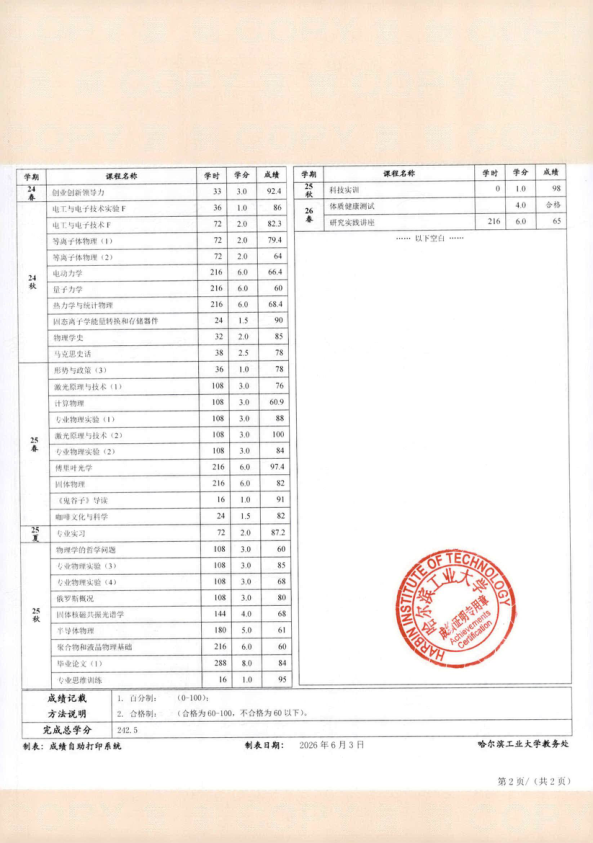 学期 课程名称 学时 学分 成绩
24春 创业创新领导力 33 3.0 92.4
24秋 电工与电子技术实验F 36 1.0 86
电工与电子技术F 72 2.0 82.3
等离子体物理（1） 72 2.0 79.4
等离子体物理（2） 72 2.0 64
电动力学 216 6.0 66.4
量子力学 216 6.0 60
热力学与统计物理 216 6.0 68.4
固态离子学能量转换和存储器件 24 1.5 90
物理学史 32 2.0 85
马克思史话 38 2.5 78
25春 形势与政策（3） 36 1.0 78
激光原理与技术（1） 108 3.0 76
计算物理 108 3.0 60.9
专业物理实验（1） 108 3.0 88
激光原理与技术（2） 108 3.0 100
专业物理实验（2） 108 3.0 84
傅里叶光学 216 6.0 97.4
固体物理 216 6.0 82
《鬼谷子》导读 16 1.0 91
咖啡文化与科学 24 1.5 82
25夏 专业实习 72 2.0 87.2
25秋 物理学的哲学问题 108 3.0 60
专业物理实验（3） 108 3.0 85
专业物理实验（4） 108 3.0 68
俄罗斯概况 108 3.0 80
固体核磁共振光谱学 144 4.0 68
半导体物理 180 5.0 61
聚合物和液晶物理基础 216 6.0 60
毕业论文（1） 288 8.0 84
专业思维训练 16 1.0 95
学期 课程名称 学时 学分 成绩
25秋 科技实训 0 1.0 98
26春 体质健康测试 4.0 合格
研究实践讲座 216 6.0 65
…… 以下空白 ……
HARBIN INSTITUTE OF TECHNOLOGY
哈尔滨工业大学
成绩证明专用章
Achievements
Certification
成绩记载方法说明 1. 百分制： （0-100）;
2. 合格制： （合格为60-100，不合格为60以下）。
完成总学分 242.5
制表：成绩自动打印系统 制表日期： 2026年6月3日 哈尔滨工业大学教务处
第2页/（共2页）